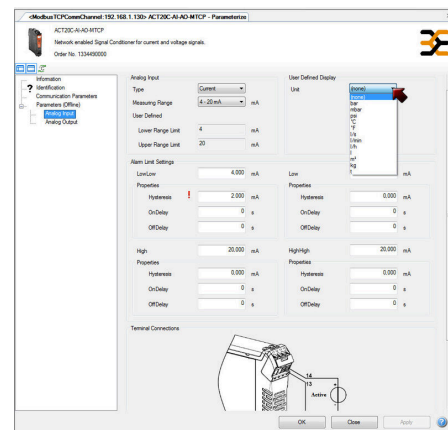 <ModbusTCPCommChannel:192.168.1.130> ACT20C-AI-AO-MTCP - Parameterize
ACT20C-AI-AO-MTCP
Network enabled Signal Conditioner for current and voltage signals.
Order No. 1334490000
Information
Identification
Communication Parameters
Parameters (Offline)
Analog Input
Analog Output
Analog Input
Type Current
Measuring Range 4 - 20 mA mA
User Defined
Lower Range Limit 4 mA
Upper Range Limit 20 mA
User Defined Display
Unit (none)
(none)
bar
mbar
psi
°C
°F
l/s
l/min
l/h
l
m³
kg
t
Alarm Limit Settings
LowLow 4,000 mA
Properties
Hysteresis ! 2,000 mA
OnDelay 0 s
OffDelay 0 s
Low mA
Properties
Hysteresis 0,000 mA
OnDelay 0 s
OffDelay 0 s
High 20,000 mA
Properties
Hysteresis 0,000 mA
OnDelay 0 s
OffDelay 0 s
HighHigh 20,000 mA
Properties
Hysteresis 0,000 mA
OnDelay 0 s
OffDelay 0 s
Terminal Connections
14
13
Active
+
-
OK Close Apply ?